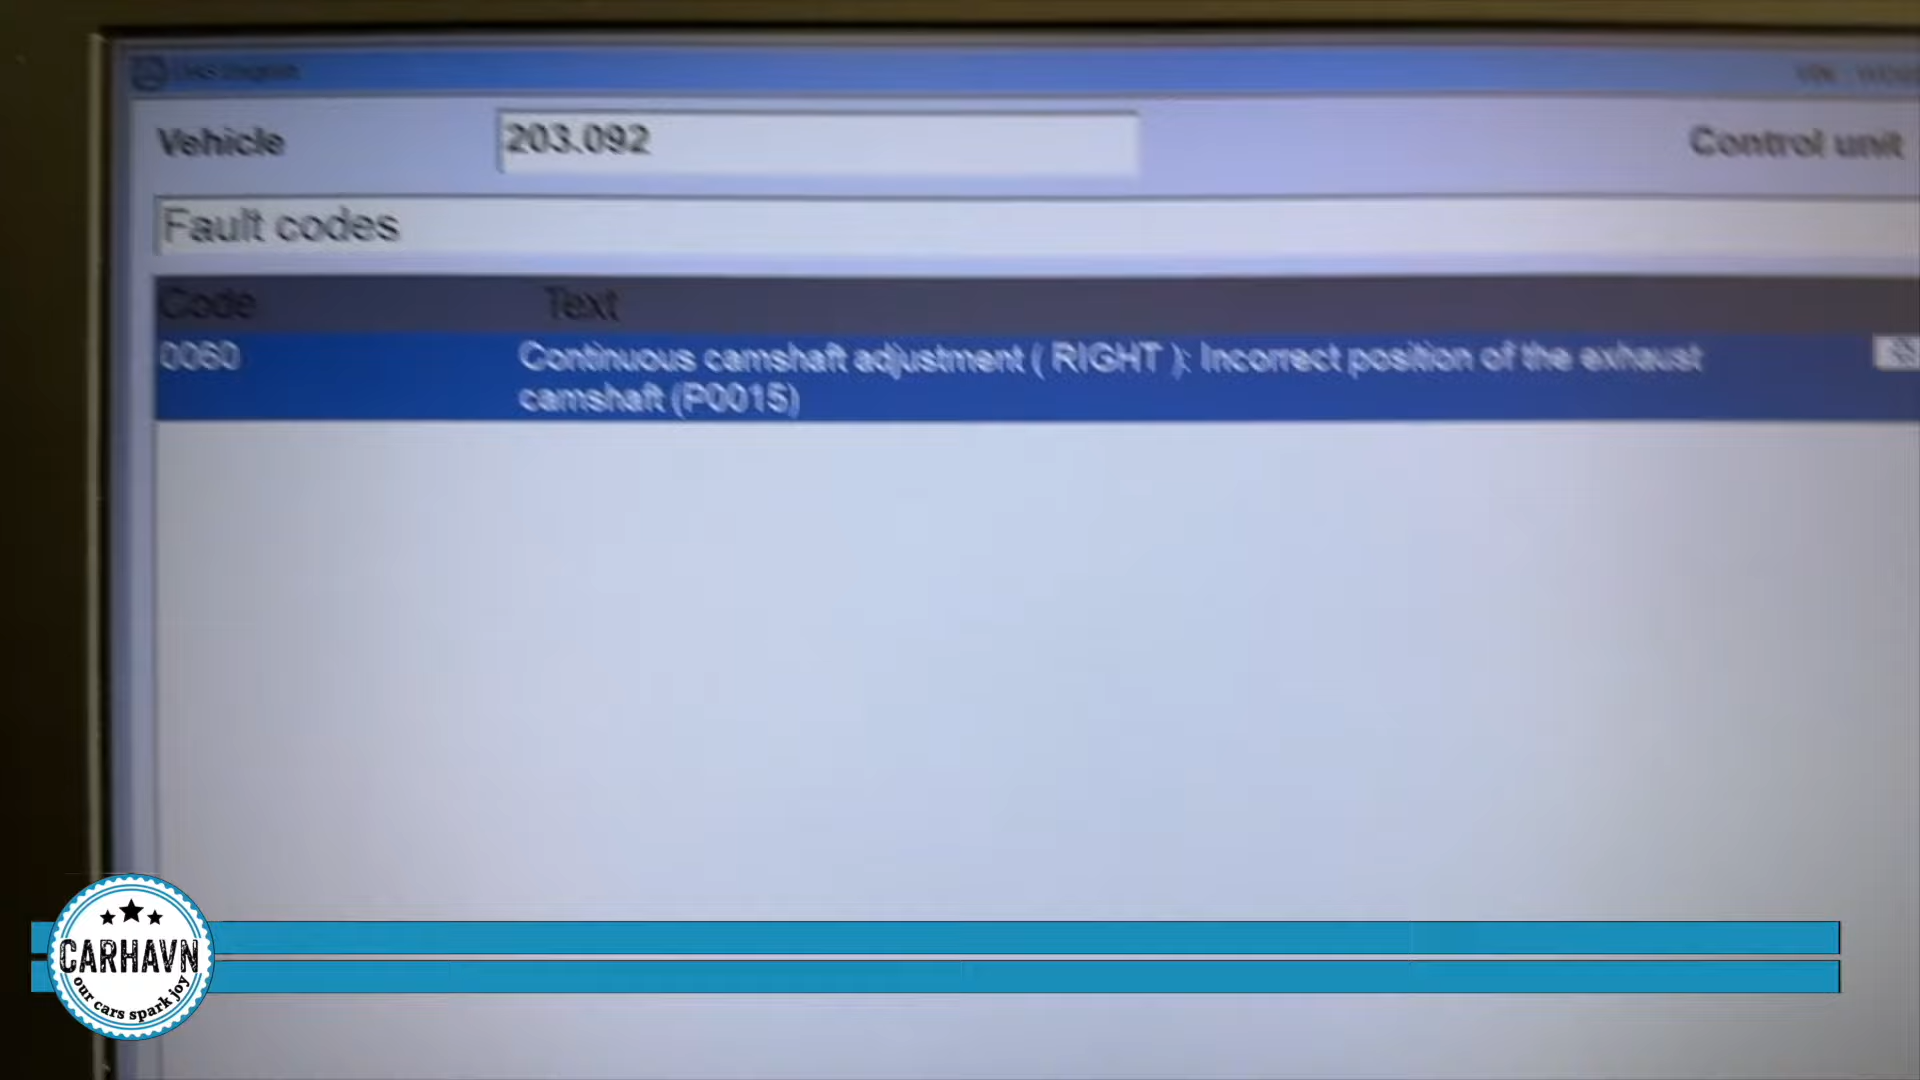 Vehicle
203.092
Control unit
Fault codes
Code
Text
0060
Continuous camshaft adjustment ( RIGHT ): Incorrect position of the exhaust
camshaft (P0015)
CARHAVN
our cars spark joy